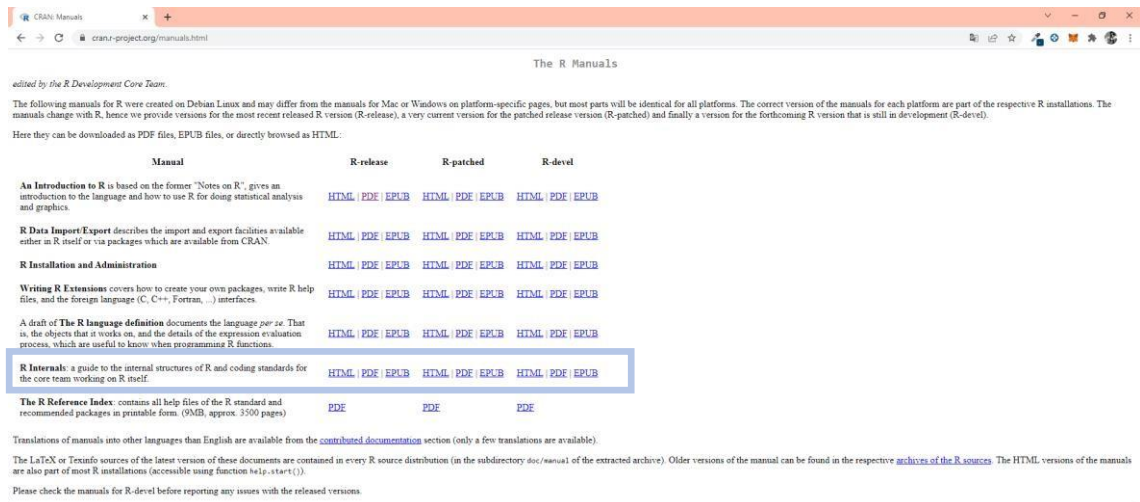 CRAN: Manuals
cran.r-project.org/manuals.html
The R Manuals
edited by the R Development Core Team.
The following manuals for R were created on Debian Linux and may differ from the manuals for Mac or Windows on platform-specific pages, but most parts will be identical for all platforms. The correct version of the manuals for each platform are part of the respective R installations. The
manuals change with R, hence we provide versions for the most recent released R version (R-release), a very current version for the patched release version (R-patched) and finally a version for the forthcoming R version that is still in development (R-devel).
Here they can be downloaded as PDF files, EPUB files, or directly browsed as HTML:
Manual R-release R-patched R-devel
An Introduction to R is based on the former "Notes on R", gives an
introduction to the language and how to use R for doing statistical analysis HTML | PDF | EPUB HTML | PDF | EPUB HTML | PDF | EPUB
and graphics.
R Data Import/Export describes the import and export facilities available
either in R itself or via packages which are available from CRAN. HTML | PDF | EPUB HTML | PDF | EPUB HTML | PDF | EPUB
R Installation and Administration HTML | PDF | EPUB HTML | PDF | EPUB HTML | PDF | EPUB
Writing R Extensions covers how to create your own packages, write R help
files, and the foreign language (C, C++, Fortran, ...) interfaces. HTML | PDF | EPUB HTML | PDF | EPUB HTML | PDF | EPUB
A draft of The R language definition documents the language per se. That
is, the objects that it works on, and the details of the expression evaluation HTML | PDF | EPUB HTML | PDF | EPUB HTML | PDF | EPUB
process, which are useful to know when programming R functions.
R Internals: a guide to the internal structures of R and coding standards for
the core team working on R itself. HTML | PDF | EPUB HTML | PDF | EPUB HTML | PDF | EPUB
The R Reference Index: contains all help files of the R standard and
recommended packages in printable form. (9MB, approx. 3500 pages) PDF PDF PDF
Translations of manuals into other languages than English are available from the contributed documentation section (only a few translations are available).
The LaTeX or Texinfo sources of the latest version of these documents are contained in every R source distribution (in the subdirectory doc/manual of the extracted archive). Older versions of the manual can be found in the respective archives of the R sources. The HTML versions of the manuals
are also part of most R installations (accessible using function help.start()).
Please check the manuals for R-devel before reporting any issues with the released versions.